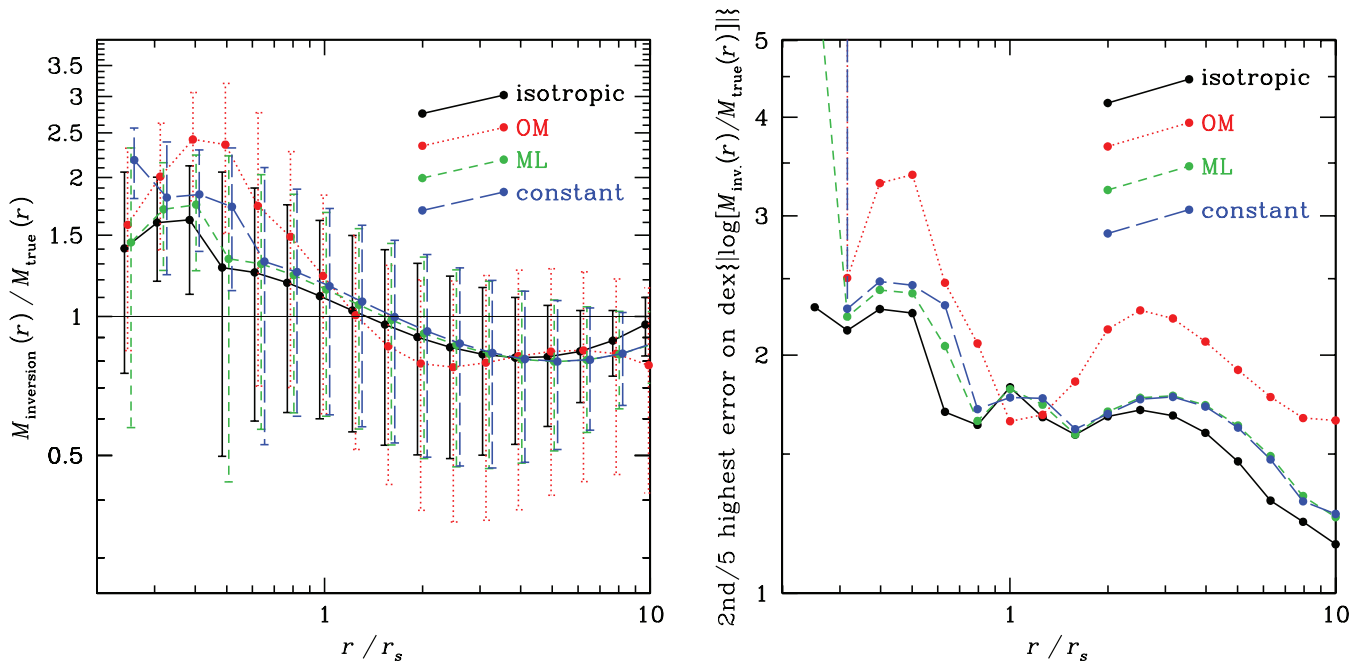 M_inversion(r) / M_true(r)
3.5
3
2.5
2
1.5
1
0.5
isotropic
OM
ML
constant
1
10
r / r_s
2nd/5 highest error on dex{|log[M_inv.(r)/M_true(r)]|}
5
4
3
2
1
isotropic
OM
ML
constant
1
10
r / r_s